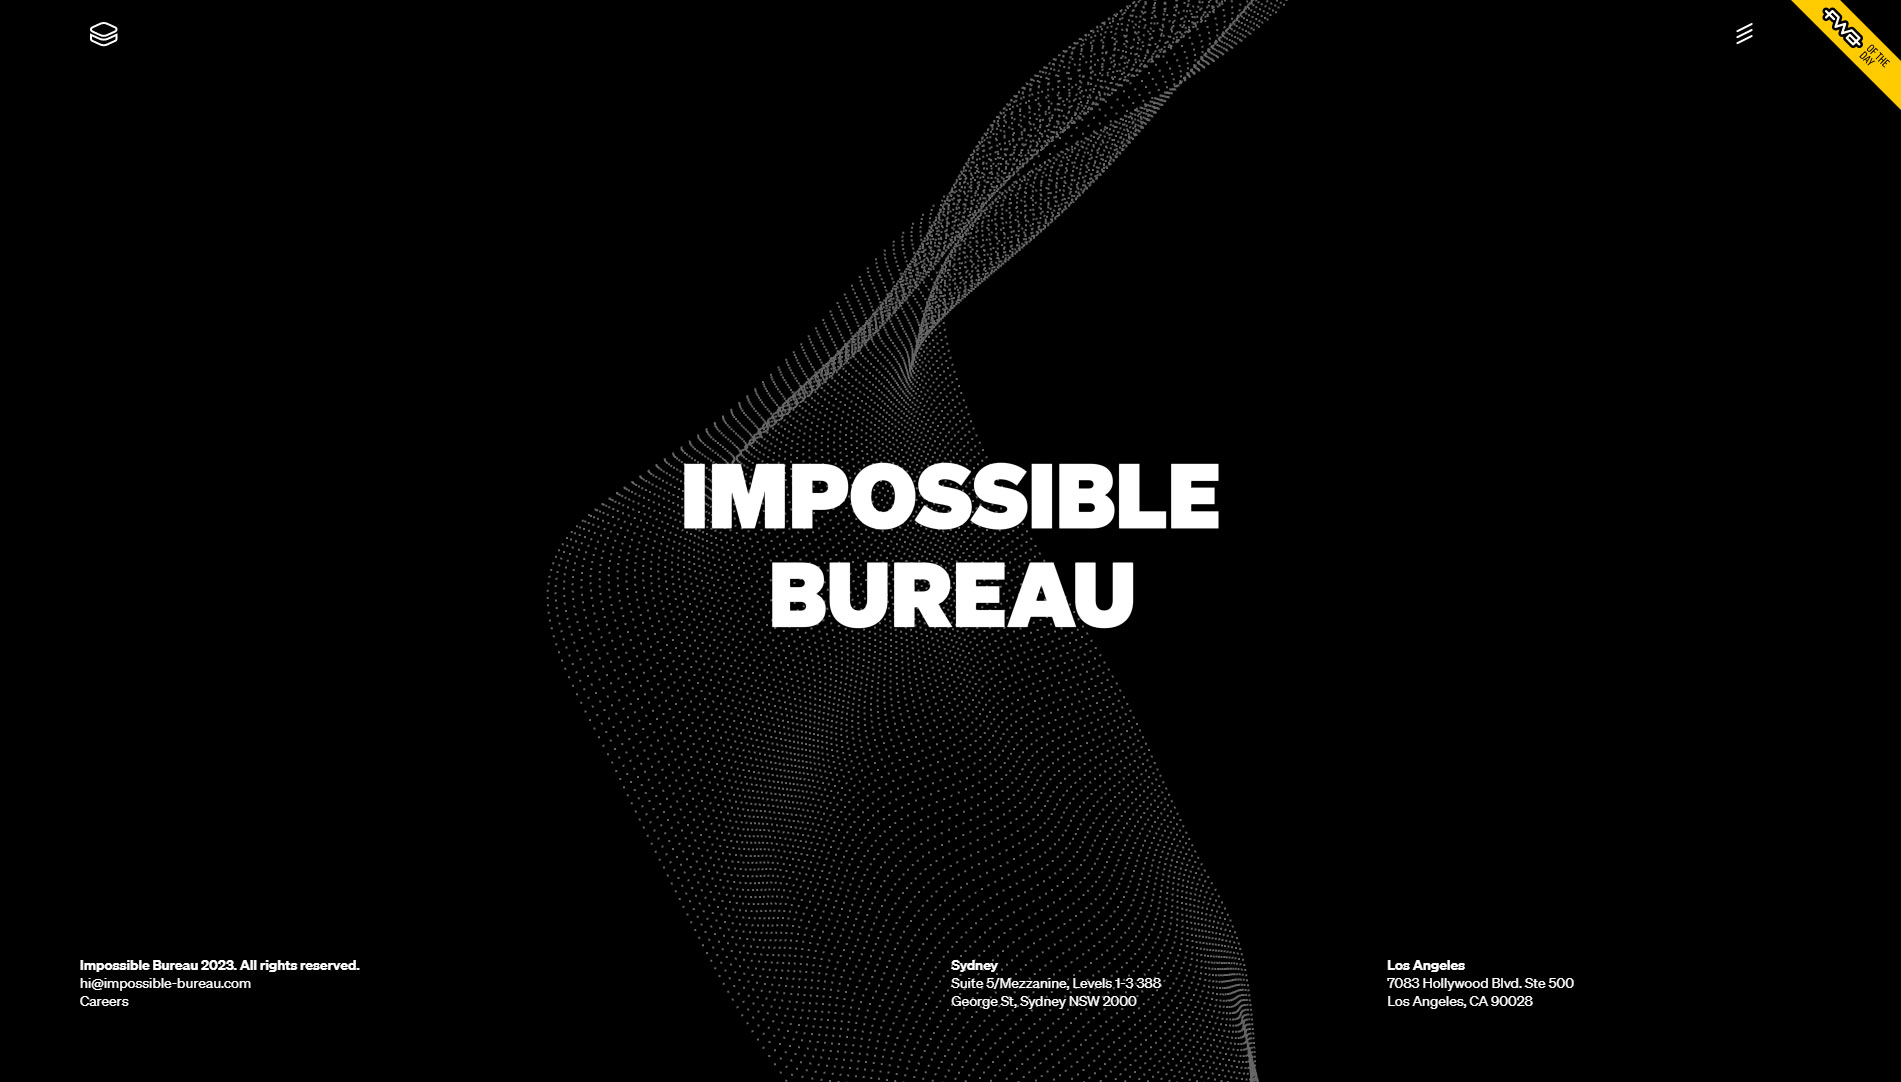 fwa
OF THE
DAY
IMPOSSIBLE
BUREAU
Impossible Bureau 2023. All rights reserved.
hi@impossible-bureau.com
Careers
Sydney
Suite 5/Mezzanine, Levels 1-3 388
George St, Sydney NSW 2000
Los Angeles
7083 Hollywood Blvd. Ste 500
Los Angeles, CA 90028